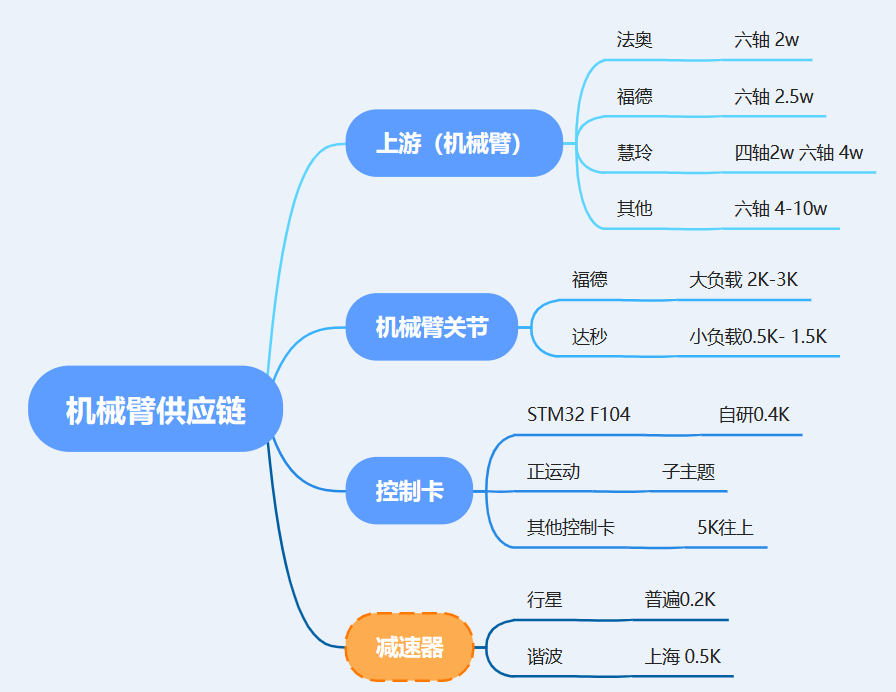 机械臂供应链
上游（机械臂）
法奥 六轴 2w
福德 六轴 2.5w
慧玲 四轴2w 六轴 4w
其他 六轴 4-10w
机械臂关节
福德 大负载 2K-3K
达秒 小负载0.5K- 1.5K
控制卡
STM32 F104 自研0.4K
正运动 子主题
其他控制卡 5K往上
减速器
行星 普遍0.2K
谐波 上海 0.5K